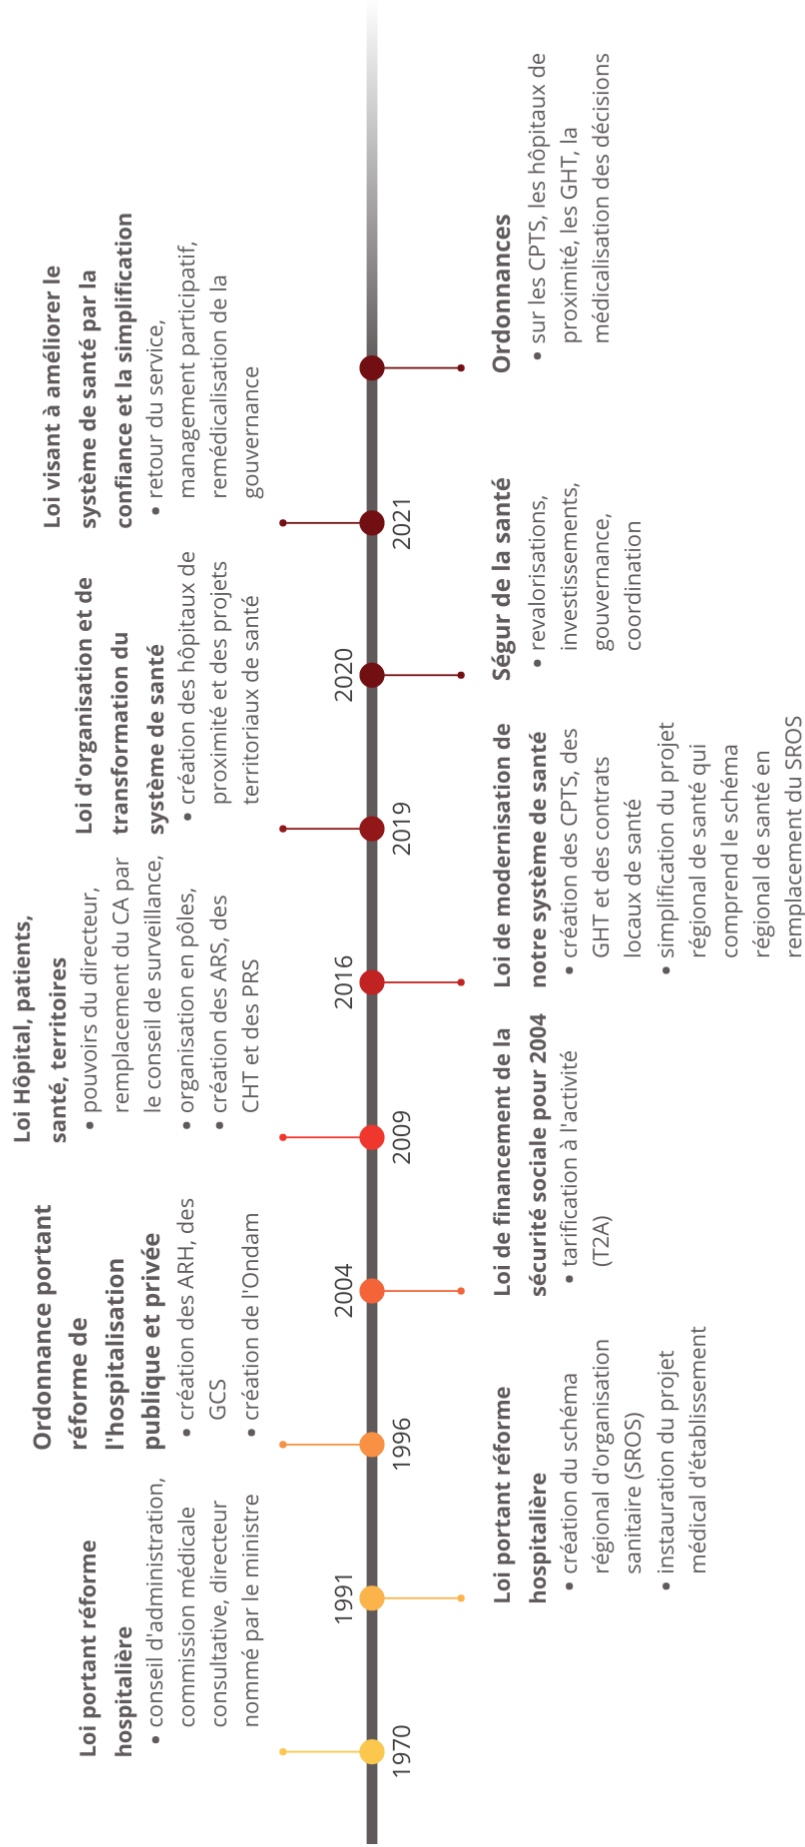 Loi portant réforme
hospitalière
• conseil d'administration,
commission médicale
consultative, directeur
nommé par le ministre
1970
1991
Loi portant réforme
hospitalière
• création du schéma
régional d'organisation
sanitaire (SROS)
• instauration du projet
médical d'établissement
Ordonnance portant
réforme de
l'hospitalisation
publique et privée
• création des ARH, des
GCS
• création de l'Ondam
1996
2004
Loi de financement de la
sécurité sociale pour 2004
• tarification à l'activité
(T2A)
Loi Hôpital, patients,
santé, territoires
• pouvoirs du directeur,
remplacement du CA par
le conseil de surveillance,
• organisation en pôles,
• création des ARS, des
CHT et des PRS
2009
2016
Loi de modernisation de
notre système de santé
• création des CPTS, des
GHT et des contrats
locaux de santé
• simplification du projet
régional de santé qui
comprend le schéma
régional de santé en
remplacement du SROS
Loi d'organisation et de
transformation du
système de santé
• création des hôpitaux de
proximité et des projets
territoriaux de santé
2019
2020
Ségur de la santé
• revalorisations,
investissements,
gouvernance,
coordination
Loi visant à améliorer le
système de santé par la
confiance et la simplification
• retour du service,
management participatif,
remédicalisation de la
gouvernance
2021
Ordonnances
• sur les CPTS, les hôpitaux de
proximité, les GHT, la
médicalisation des décisions